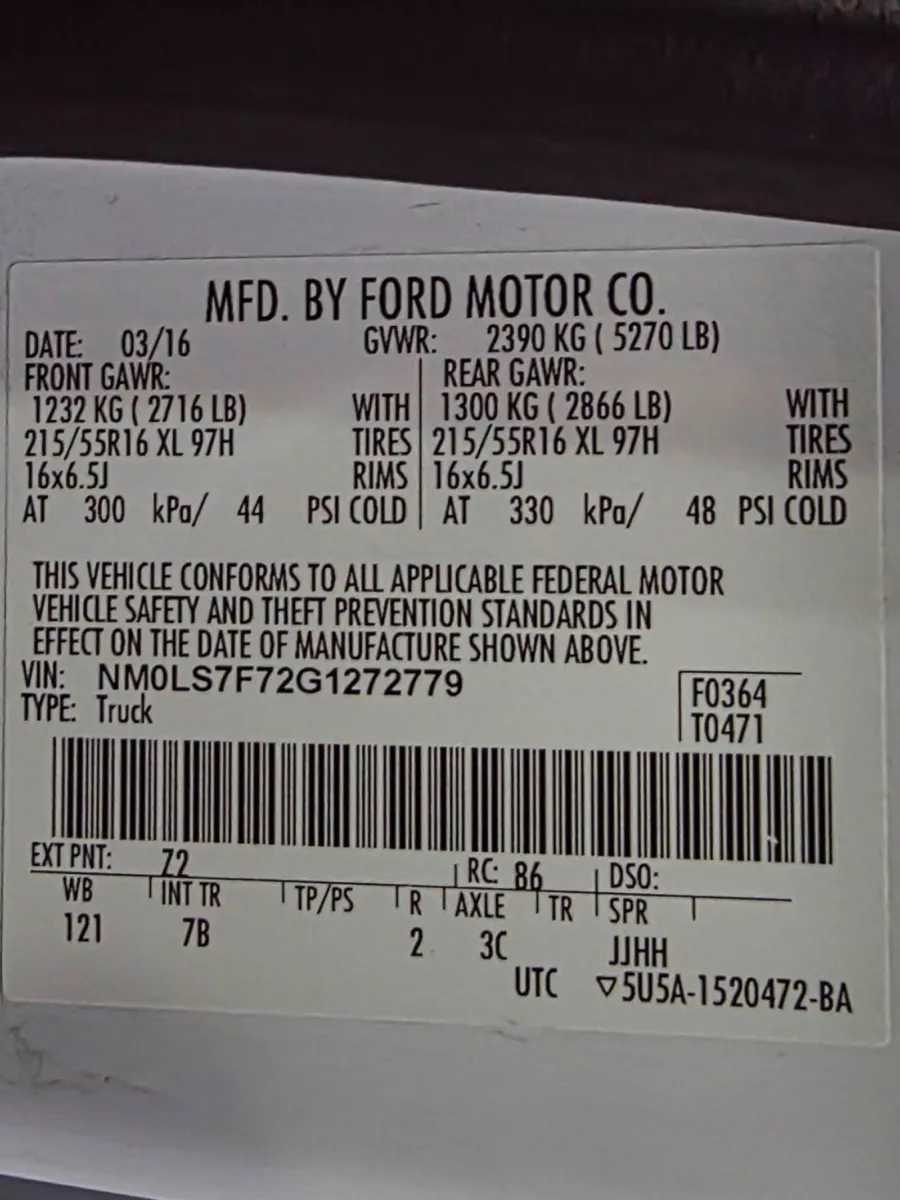 MFD. BY FORD MOTOR CO.
DATE: 03/16 GVWR: 2390 KG ( 5270 LB)
FRONT GAWR: REAR GAWR:
1232 KG ( 2716 LB) WITH 1300 KG ( 2866 LB) WITH
215/55R16 XL 97H TIRES 215/55R16 XL 97H TIRES
16x6.5J RIMS 16x6.5J RIMS
AT 300 kPa/ 44 PSI COLD AT 330 kPa/ 48 PSI COLD
THIS VEHICLE CONFORMS TO ALL APPLICABLE FEDERAL MOTOR
VEHICLE SAFETY AND THEFT PREVENTION STANDARDS IN
EFFECT ON THE DATE OF MANUFACTURE SHOWN ABOVE.
VIN: NM0LS7F72G1272779 F0364
TYPE: Truck T0471
EXT PNT: Z2 RC: 86 DSO:
WB INT TR TP/PS R AXLE TR SPR
121 7B 2 3C JJHH
UTC ▽5U5A-1520472-BA